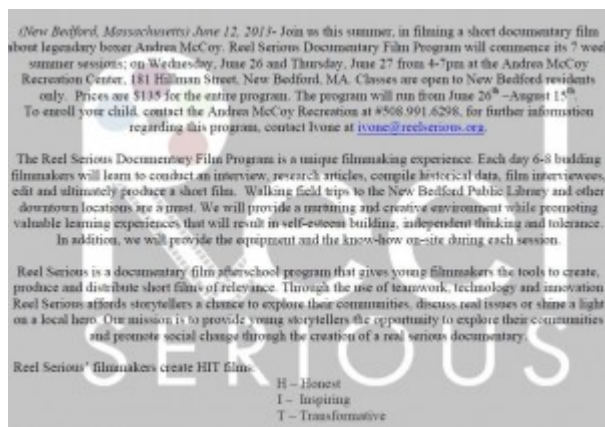 (New Bedford, Massachusetts) June 12, 2013- Join us this summer, in filming a short documentary film
about legendary boxer Andrea McCoy. Reel Serious Documentary Film Program will commence its 7 week
summer sessions; on Wednesday, June 26 and Thursday, June 27 from 4-7pm at the Andrea McCoy
Recreation Center, 181 Hillman Street, New Bedford, MA. Classes are open to New Bedford residents
only. Prices are $135 for the entire program. The program will run from June 26th –August 15th.
To enroll your child, contact the Andrea McCoy Recreation at #508.991.6298, for further information
regarding this program, contact Ivone at ivone@reelserious.org.
The Reel Serious Documentary Film Program is a unique filmmaking experience. Each day 6-8 budding
filmmakers will learn to conduct an interview, research articles, compile historical data, film interviewees,
edit and ultimately produce a short film. Walking field trips to the New Bedford Public Library and other
downtown locations are a must. We will provide a nurturing and creative environment while promoting
valuable learning experiences that will result in self-esteem building, independent thinking and tolerance.
In addition, we will provide the equipment and the know-how on-site during each session.
Reel Serious is a documentary film afterschool program that gives young filmmakers the tools to create,
produce and distribute short films of relevance. Through the use of teamwork, technology and innovation
Reel Serious affords storytellers a chance to explore their communities, discuss real issues or shine a light
on a local hero. Our mission is to provide young storytellers the opportunity to explore their communities
and promote social change through the creation of a real serious documentary.
Reel Serious' filmmakers create HIT films:
H – Honest
I – Inspiring
T – Transformative
Reel
SERIOUS